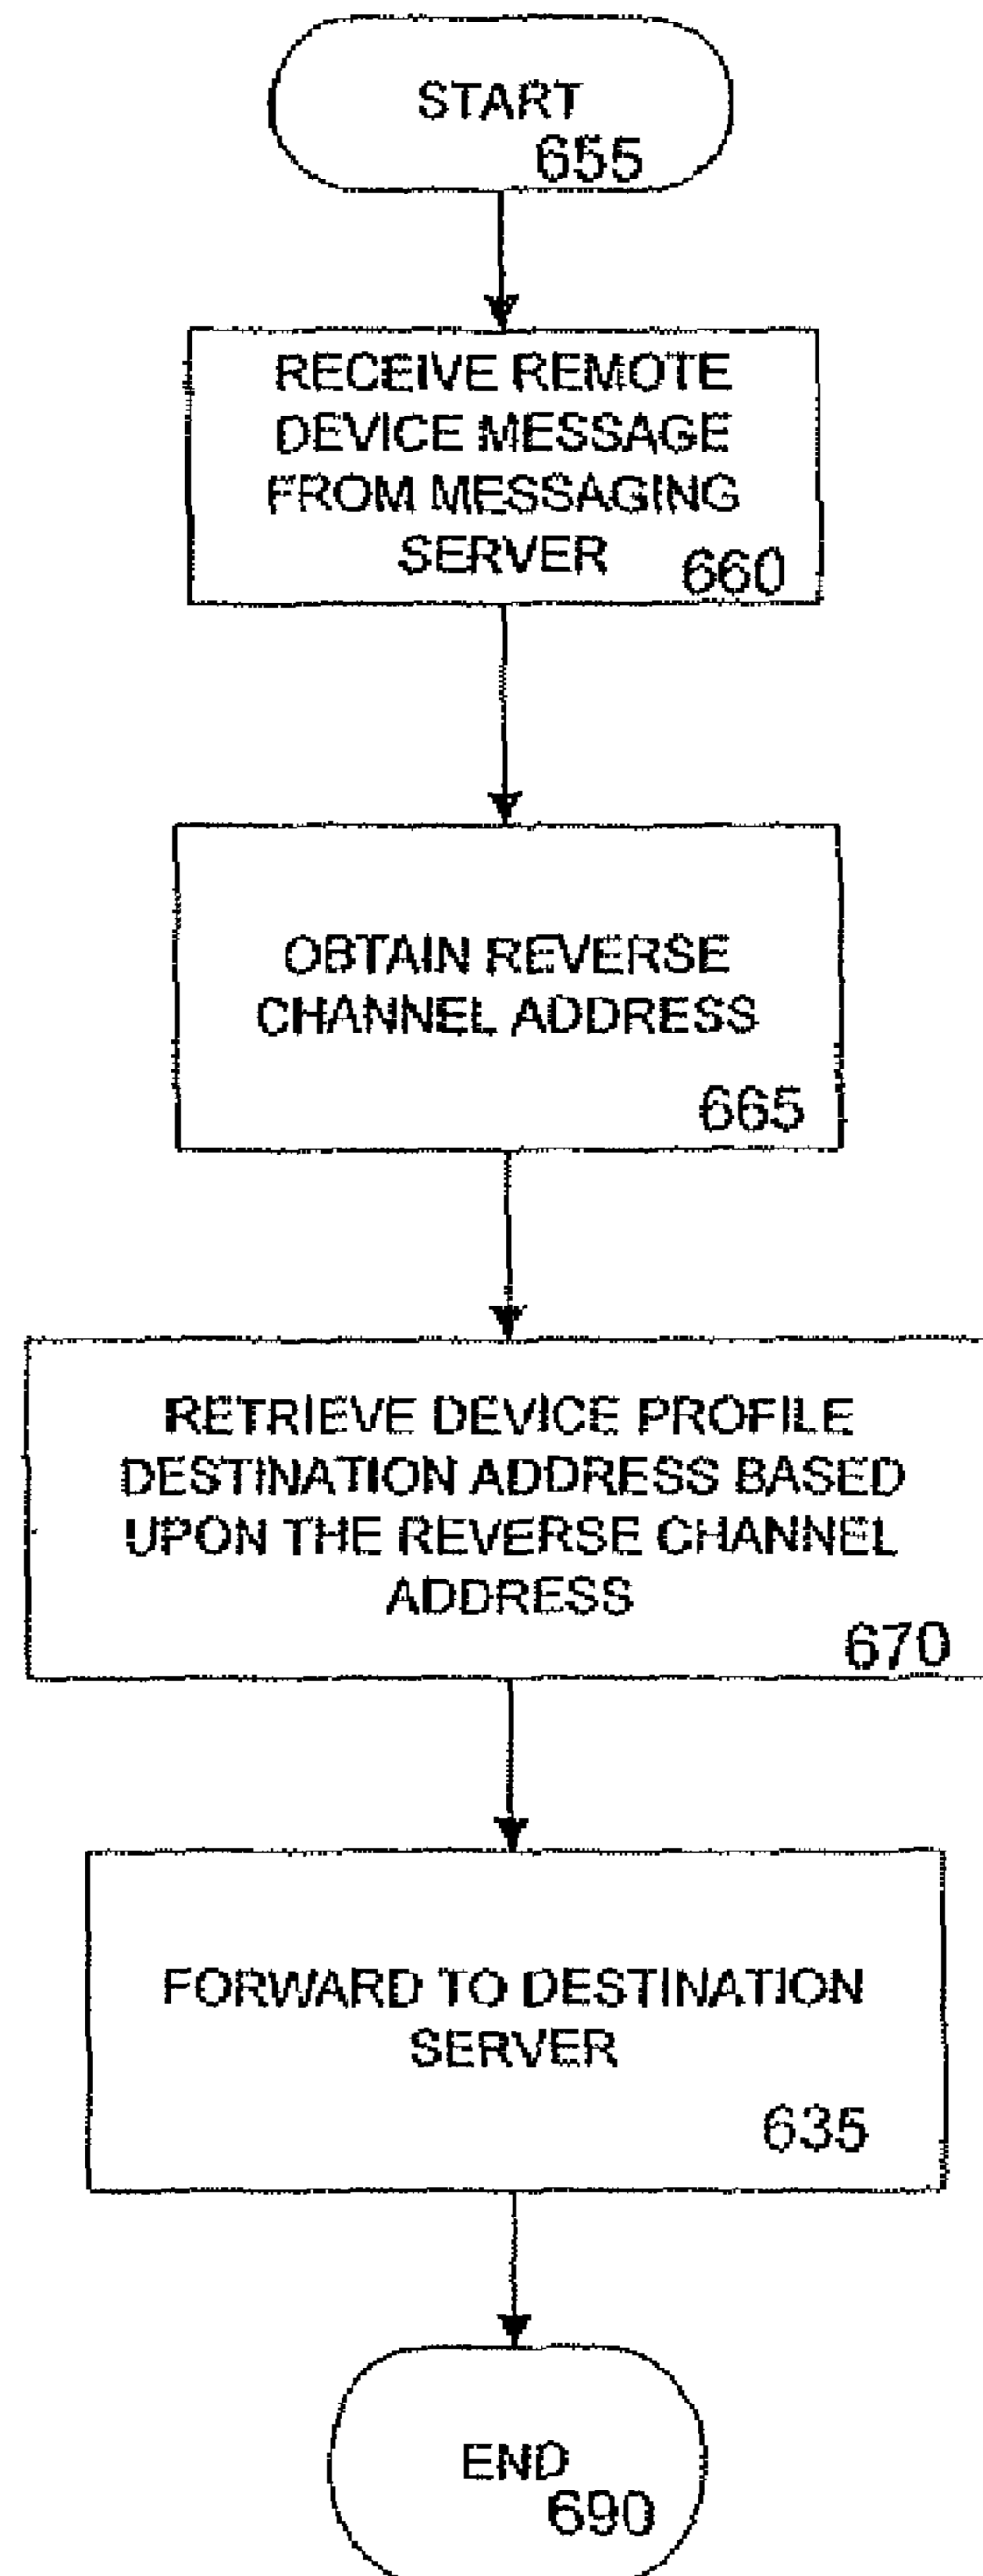 START
655
RECEIVE REMOTE
DEVICE MESSAGE
FROM MESSAGING
SERVER
660
OBTAIN REVERSE
CHANNEL ADDRESS
665
RETRIEVE DEVICE PROFILE
DESTINATION ADDRESS BASED
UPON THE REVERSE CHANNEL
ADDRESS
670
FORWARD TO DESTINATION
SERVER
635
END
690